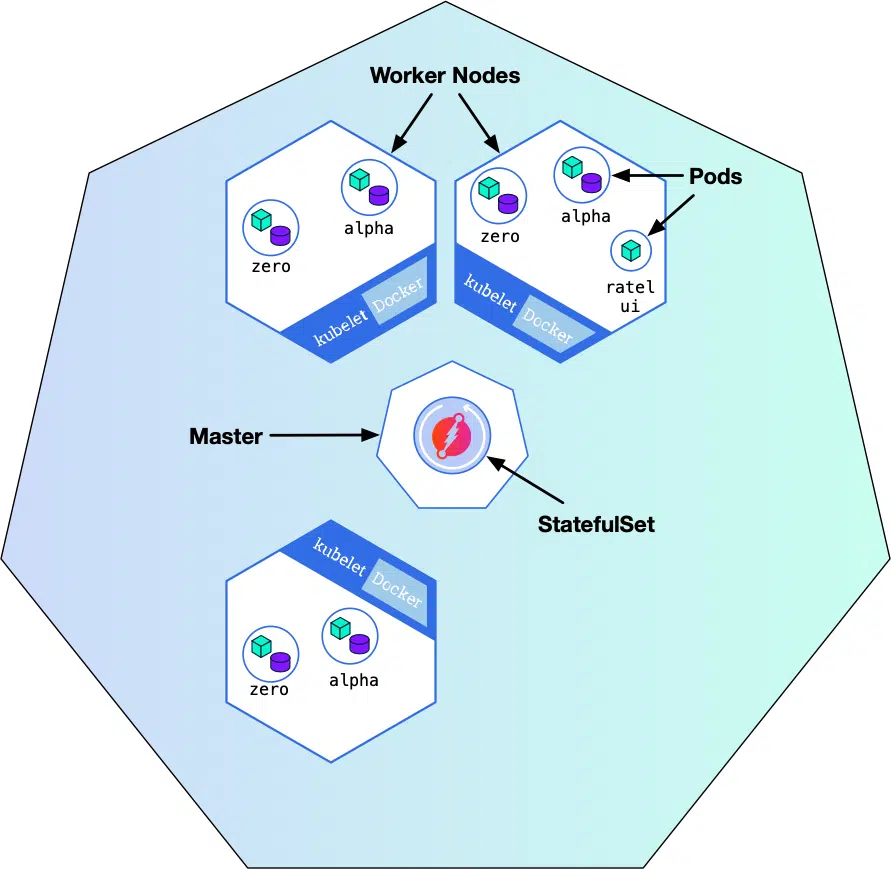 Worker Nodes
Pods
alpha
zero
zero
alpha
ratel
ui
kubelet
Docker
kubelet
Docker
Master
StatefulSet
kubelet
Docker
zero
alpha